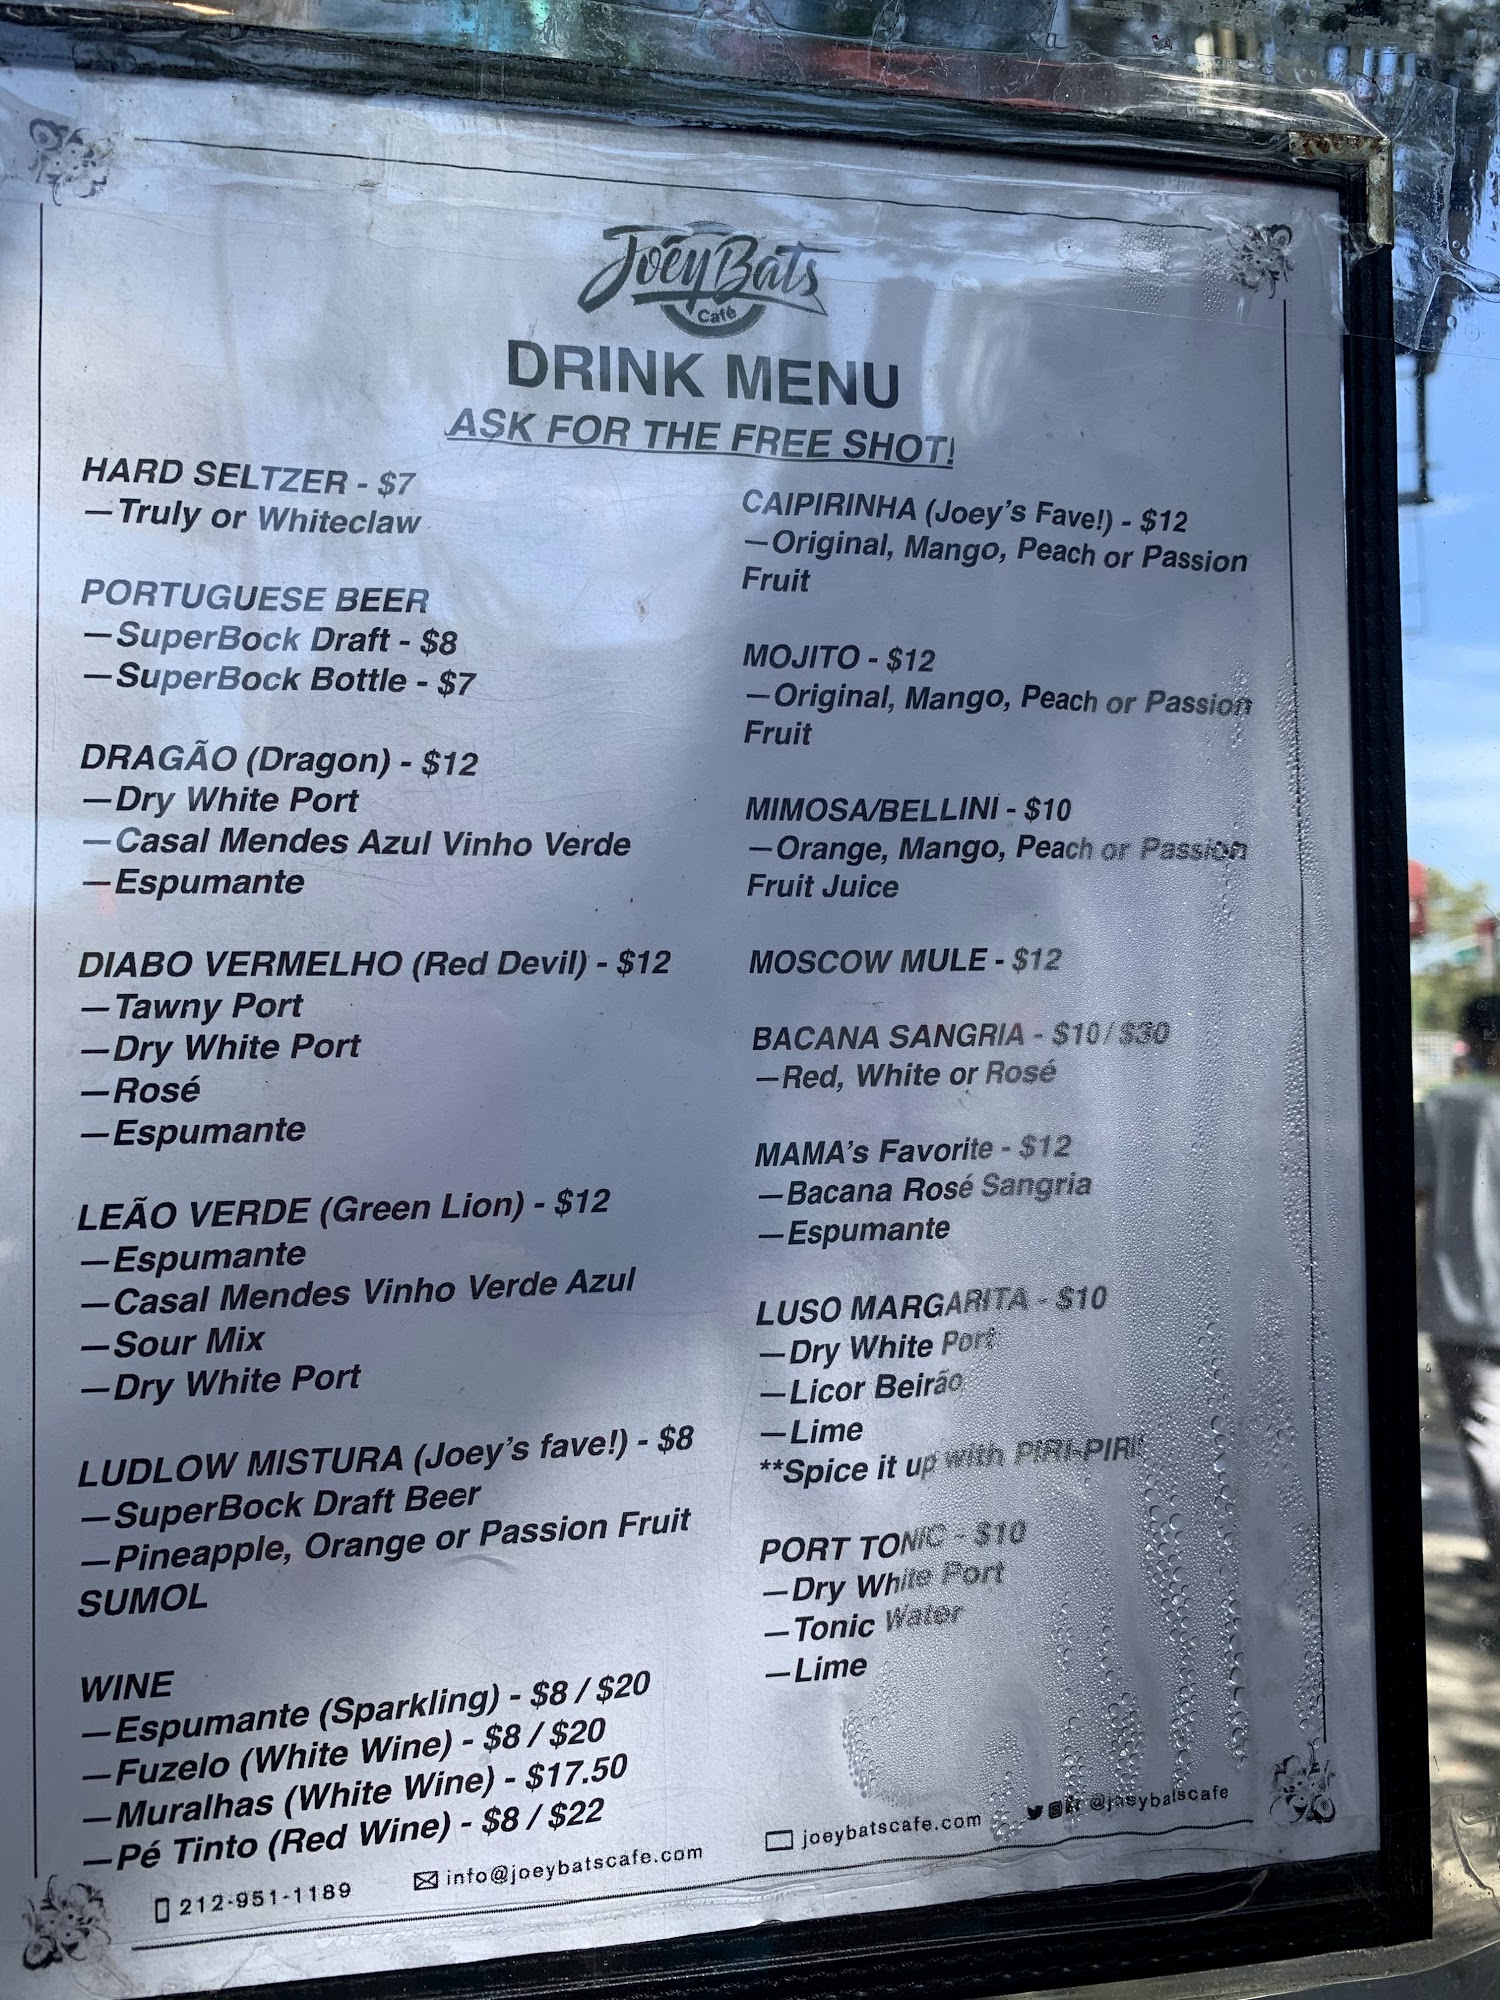 JoeyBats
Café
DRINK MENU
ASK FOR THE FREE SHOT!
HARD SELTZER - $7
—Truly or Whiteclaw
PORTUGUESE BEER
—SuperBock Draft - $8
—SuperBock Bottle - $7
DRAGÃO (Dragon) - $12
—Dry White Port
—Casal Mendes Azul Vinho Verde
—Espumante
DIABO VERMELHO (Red Devil) - $12
—Tawny Port
—Dry White Port
—Rosé
—Espumante
LEÃO VERDE (Green Lion) - $12
—Espumante
—Casal Mendes Vinho Verde Azul
—Sour Mix
—Dry White Port
LUDLOW MISTURA (Joey's fave!) - $8
—SuperBock Draft Beer
—Pineapple, Orange or Passion Fruit
SUMOL
WINE
—Espumante (Sparkling) - $8 / $20
—Fuzelo (White Wine) - $8 / $20
—Muralhas (White Wine) - $17.50
—Pé Tinto (Red Wine) - $8 / $22
CAIPIRINHA (Joey's Fave!) - $12
—Original, Mango, Peach or Passion
Fruit
MOJITO - $12
—Original, Mango, Peach or Passion
Fruit
MIMOSA/BELLINI - $10
—Orange, Mango, Peach or Passion
Fruit Juice
MOSCOW MULE - $12
BACANA SANGRIA - $10 / $30
—Red, White or Rosé
MAMA's Favorite - $12
—Bacana Rosé Sangria
—Espumante
LUSO MARGARITA - $10
—Dry White Port
—Licor Beirão
—Lime
**Spice it up with PIRI-PIRI!
PORT TONIC - $10
—Dry White Port
—Tonic Water
—Lime
212-951-1189 info@joeybatscafe.com joeybatscafe.com @joeybatscafe